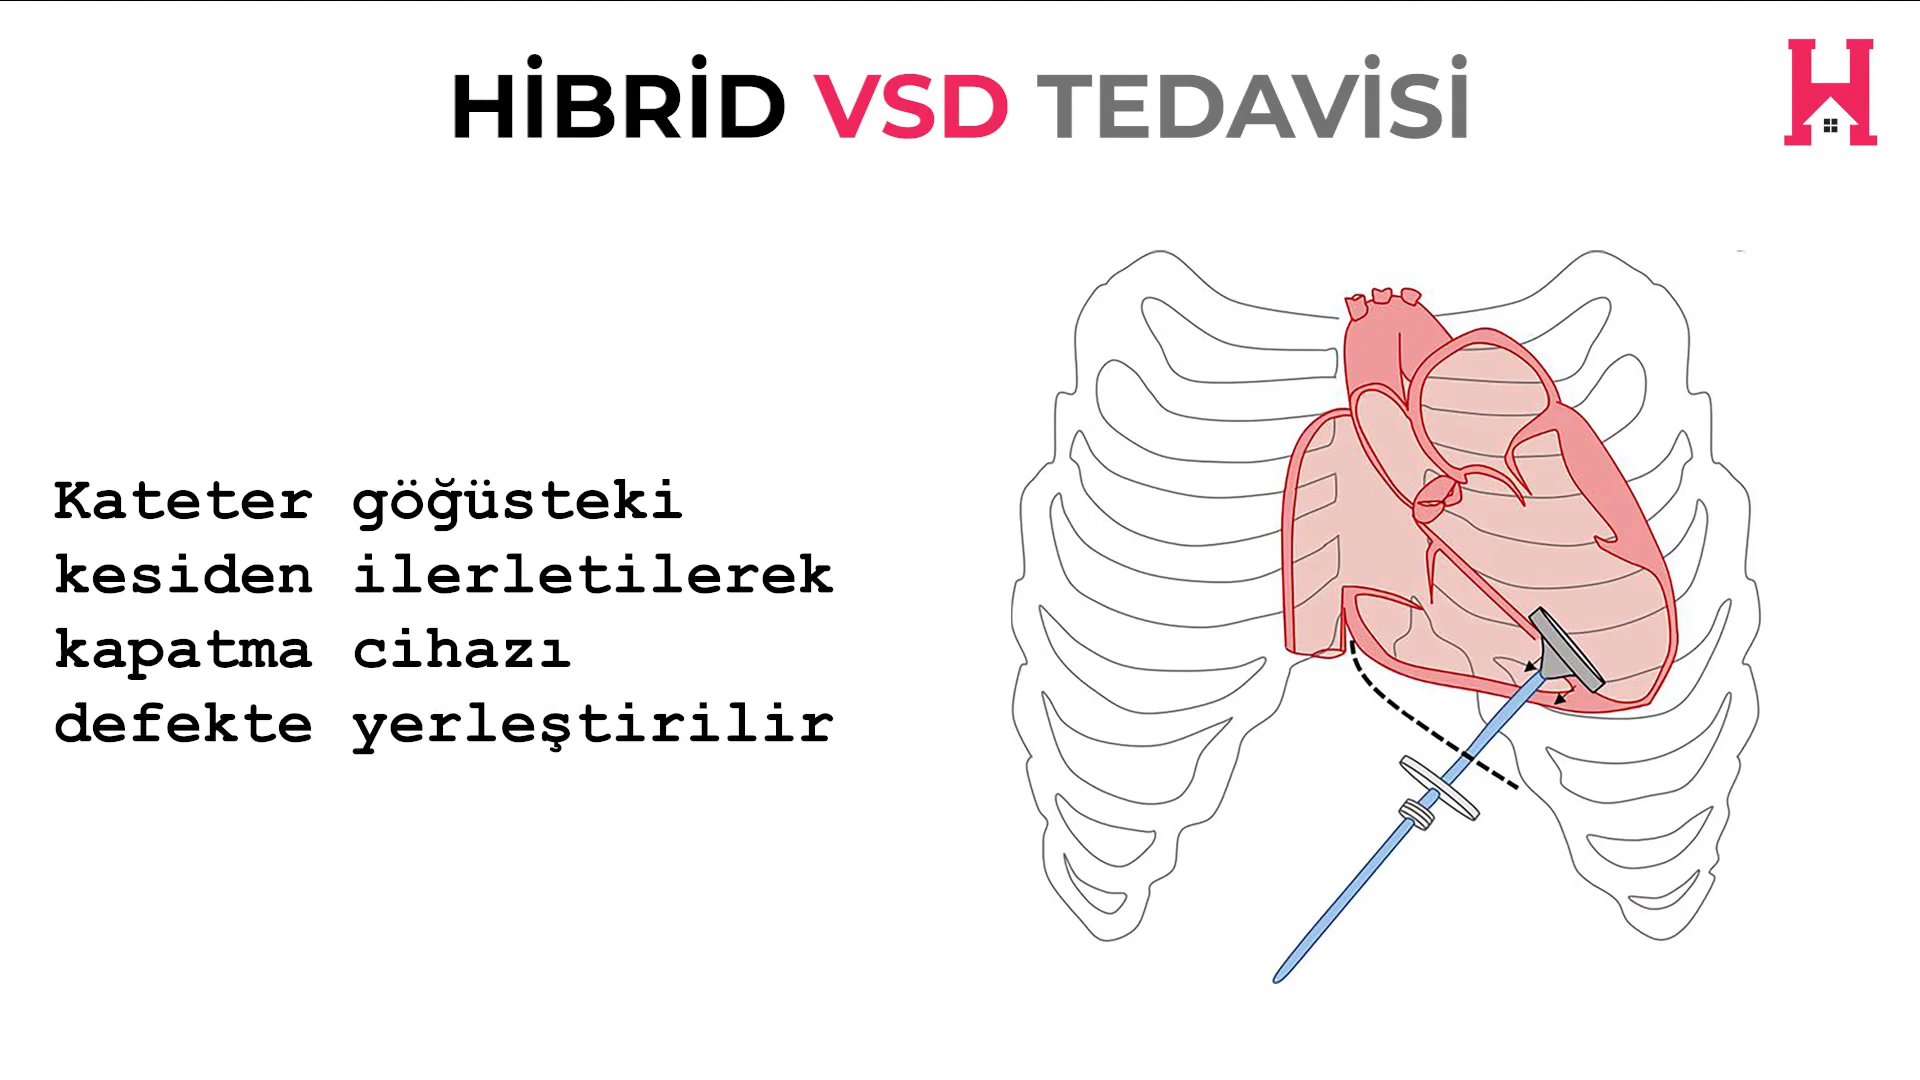 HİBRİD VSD TEDAVİSİ
H
Kateter göğüsteki
kesiden ilerletilerek
kapatma cihazı
defekte yerleştirilir